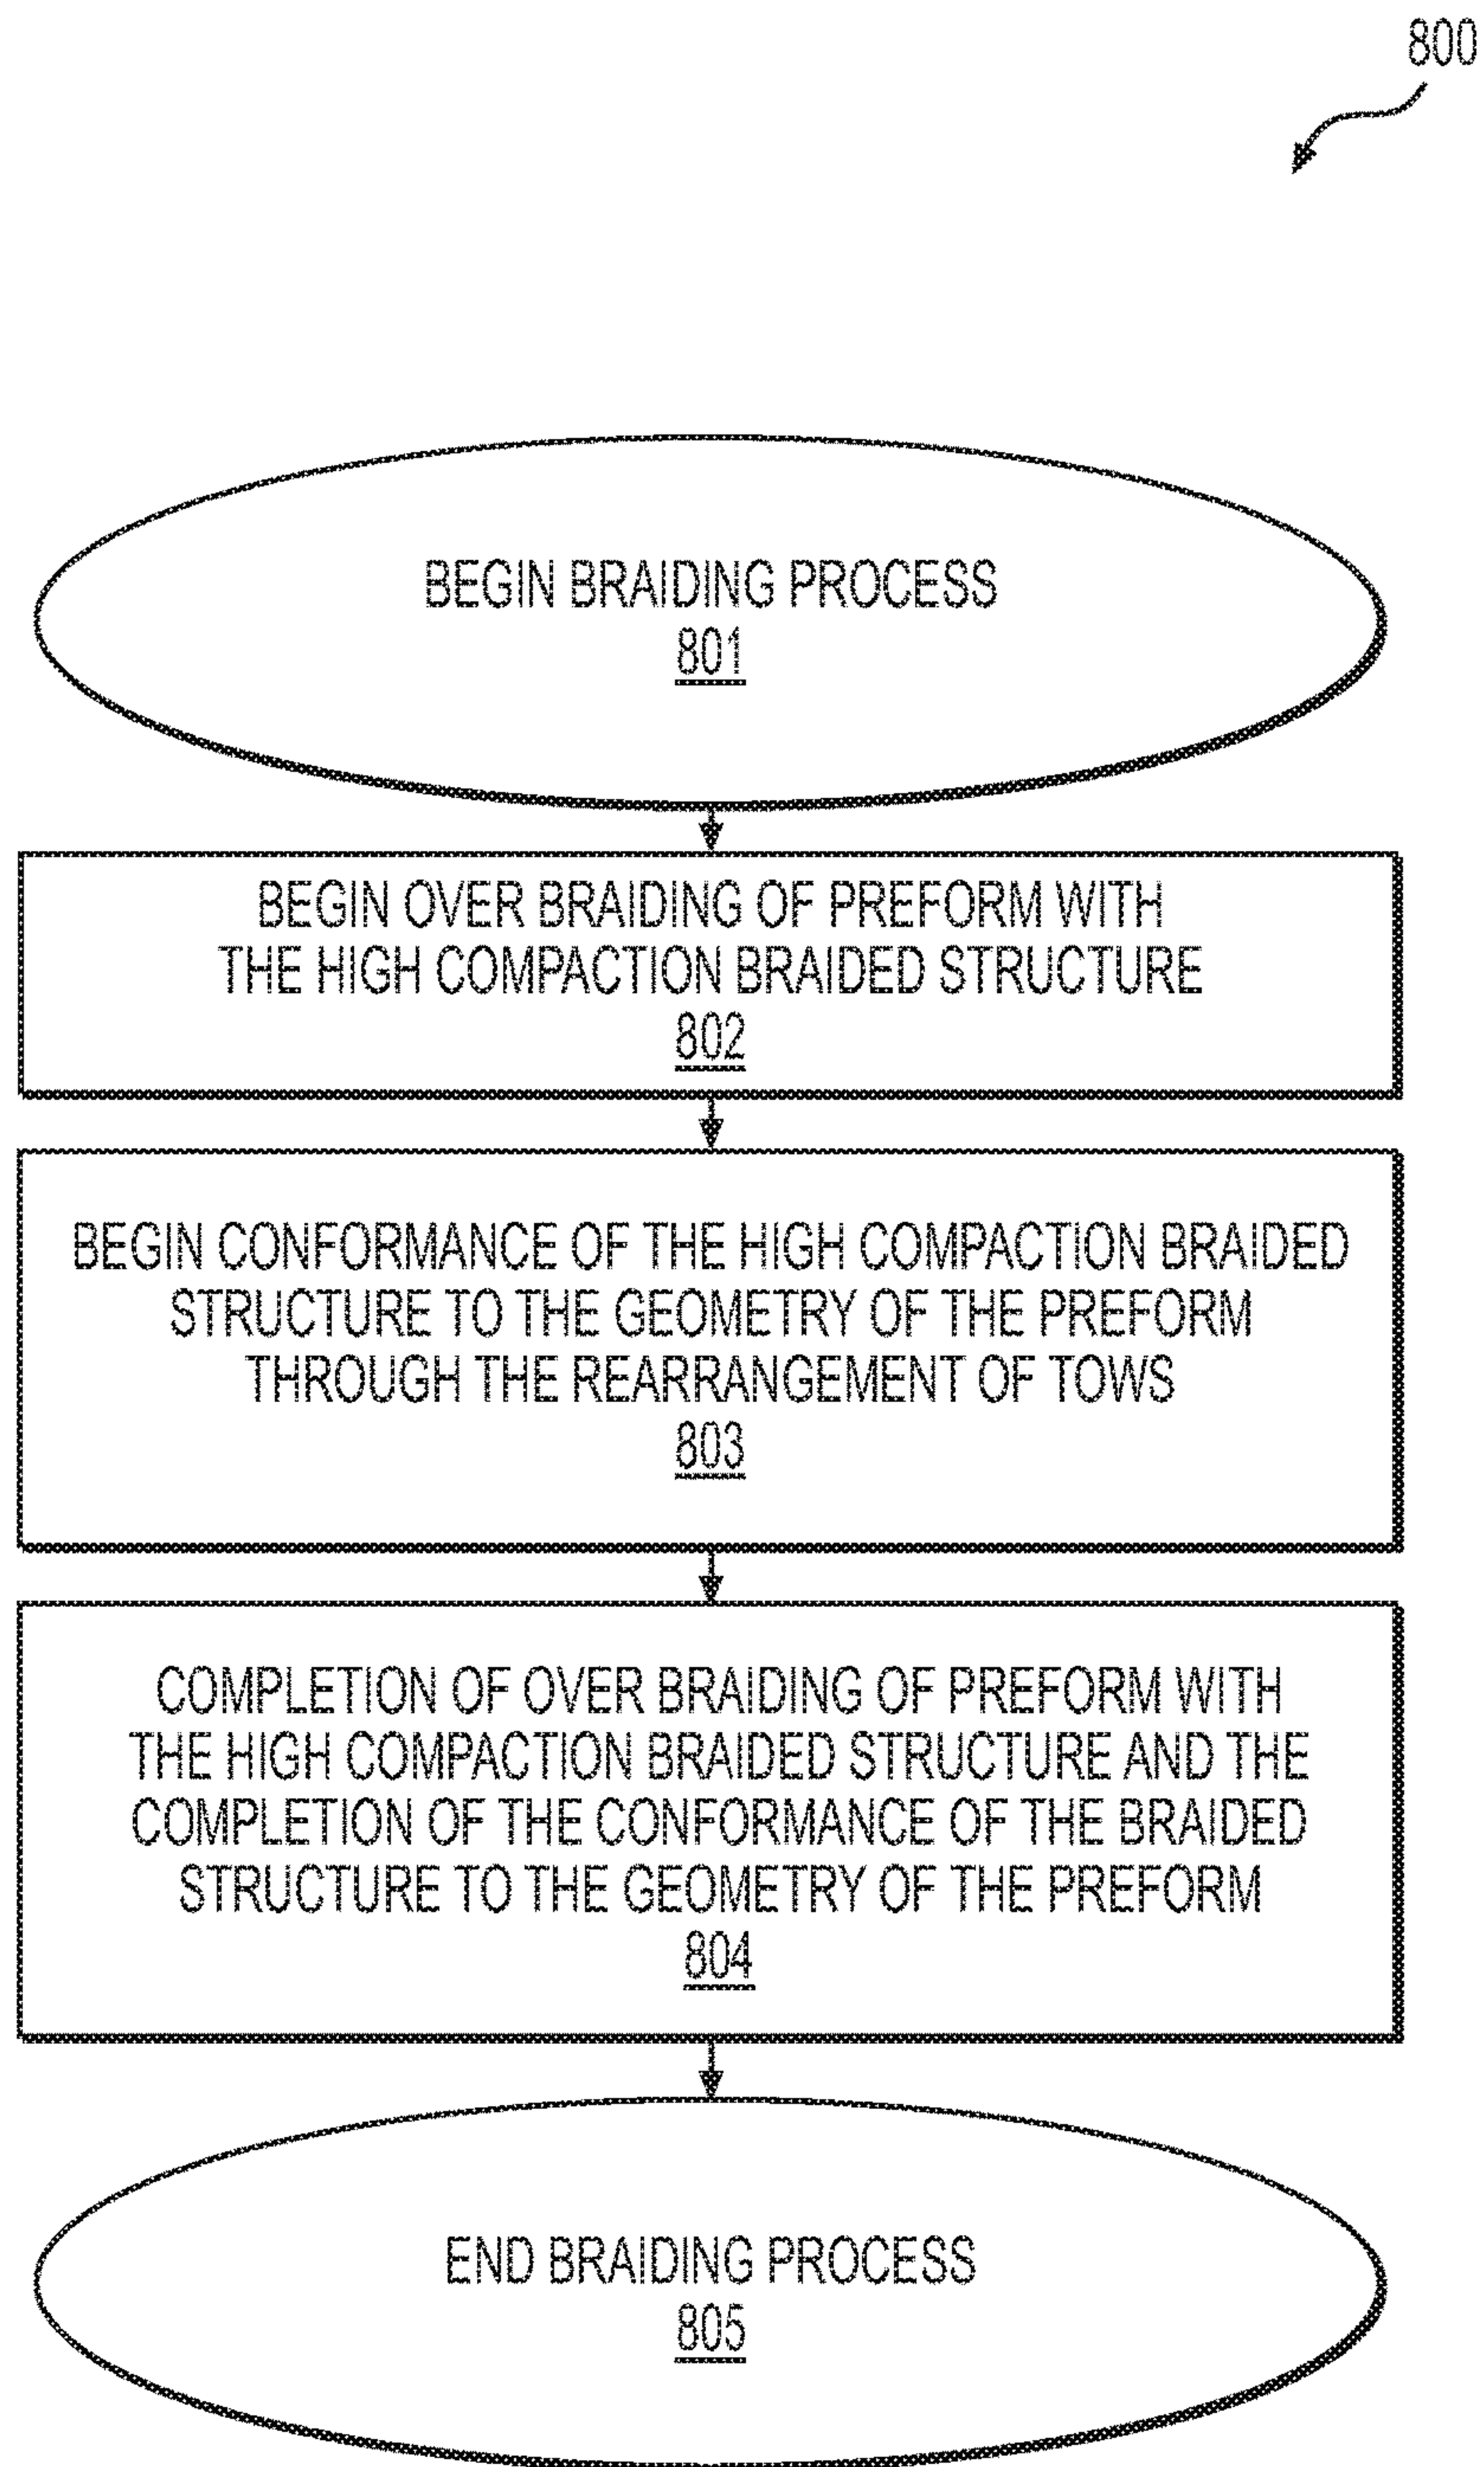 800
BEGIN BRAIDING PROCESS
801
BEGIN OVER BRAIDING OF PREFORM WITH
THE HIGH COMPACTION BRAIDED STRUCTURE
802
BEGIN CONFORMANCE OF THE HIGH COMPACTION BRAIDED
STRUCTURE TO THE GEOMETRY OF THE PREFORM
THROUGH THE REARRANGEMENT OF TOWS
803
COMPLETION OF OVER BRAIDING OF PREFORM WITH
THE HIGH COMPACTION BRAIDED STRUCTURE AND THE
COMPLETION OF THE CONFORMANCE OF THE BRAIDED
STRUCTURE TO THE GEOMETRY OF THE PREFORM
804
END BRAIDING PROCESS
805